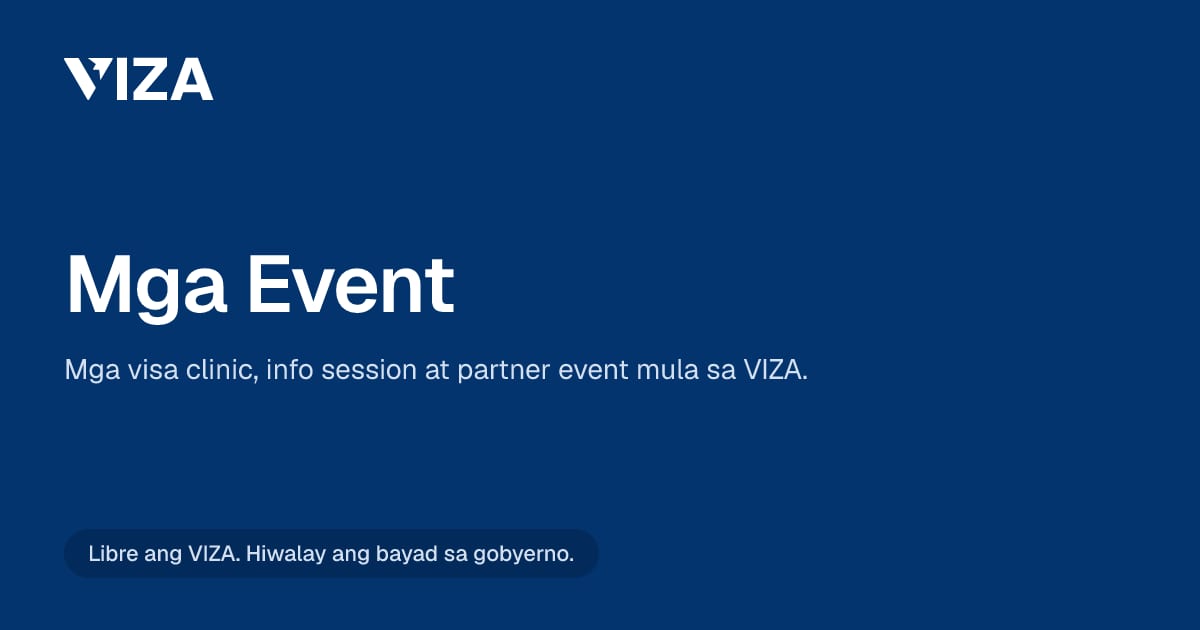 VIZA
Mga Event
Mga visa clinic, info session at partner event mula sa VIZA.
Libre ang VIZA. Hiwalay ang bayad sa gobyerno.